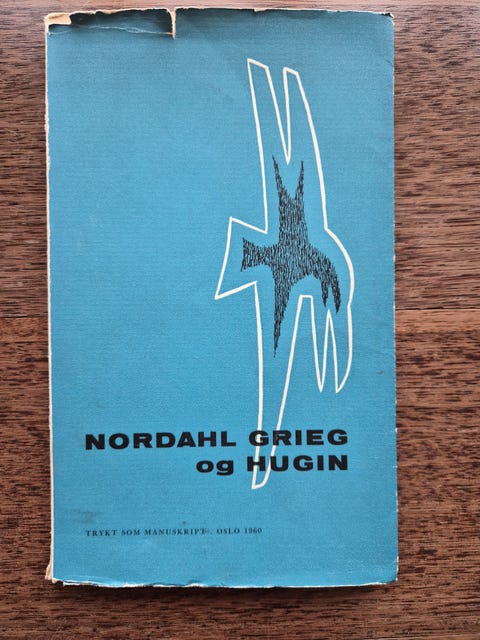 NORDAHL GRIEG
og HUGIN
TRYKT SOM MANUSKRIPT. OSLO 1960